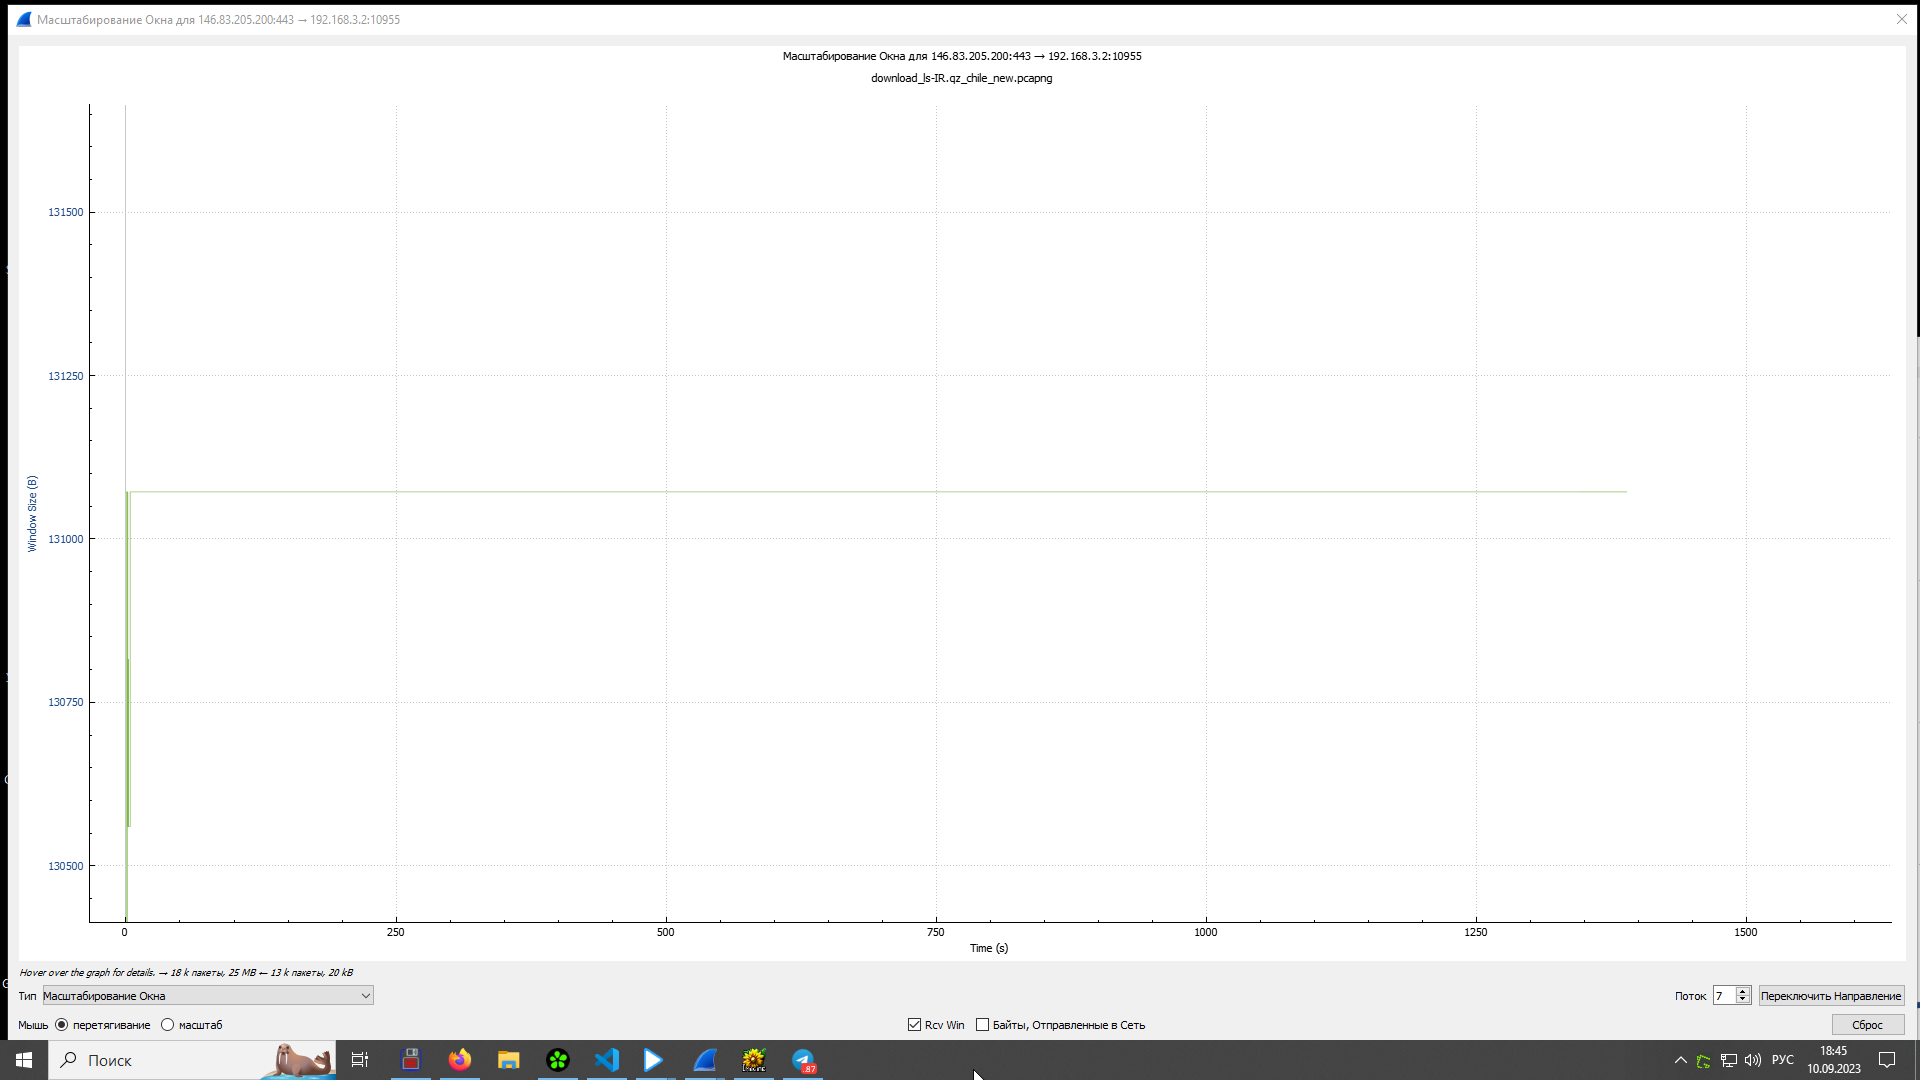 Масштабирование Окна для 146.83.205.200:443 → 192.168.3.2:10955
Масштабирование Окна для 146.83.205.200:443 → 192.168.3.2:10955
download_ls-IR.qz_chile_new.pcapng
131500
131250
131000
130750
130500
Window Size (B)
0 250 500 750 1000 1250 1500
Time (s)
Hover over the graph for details. → 18 k пакеты, 25 MB ← 13 k пакеты, 20 kB
Тип Масштабирование Окна
Поток 7 Переключить Направление
Мышь перетягивание масштаб
Rcv Win Байты, Отправленные в Сеть
Сброс
Поиск
.87
РУС
18:45
10.09.2023